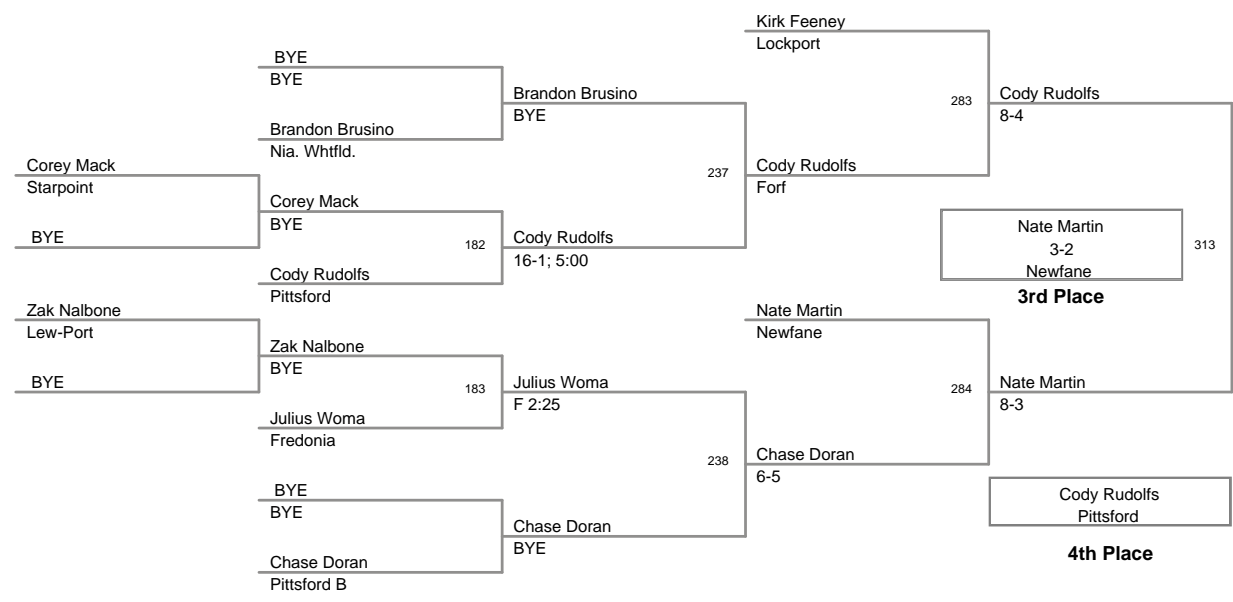 Kirk Feeney
Lockport
BYE
BYE
Brandon Brusino
BYE
283
Cody Rudolfs
8-4
Brandon Brusino
Nia. Whtfld.
Corey Mack
Starpoint
237
Cody Rudolfs
Forf
Corey Mack
BYE
BYE
182
Cody Rudolfs
16-1; 5:00
Nate Martin
3-2
Newfane
313
3rd Place
Cody Rudolfs
Pittsford
Zak Nalbone
Lew-Port
Nate Martin
Newfane
Zak Nalbone
BYE
BYE
183
Julius Woma
F 2:25
284
Nate Martin
8-3
Julius Woma
Fredonia
238
Chase Doran
6-5
BYE
BYE
Cody Rudolfs
Pittsford
Chase Doran
BYE
4th Place
Chase Doran
Pittsford B